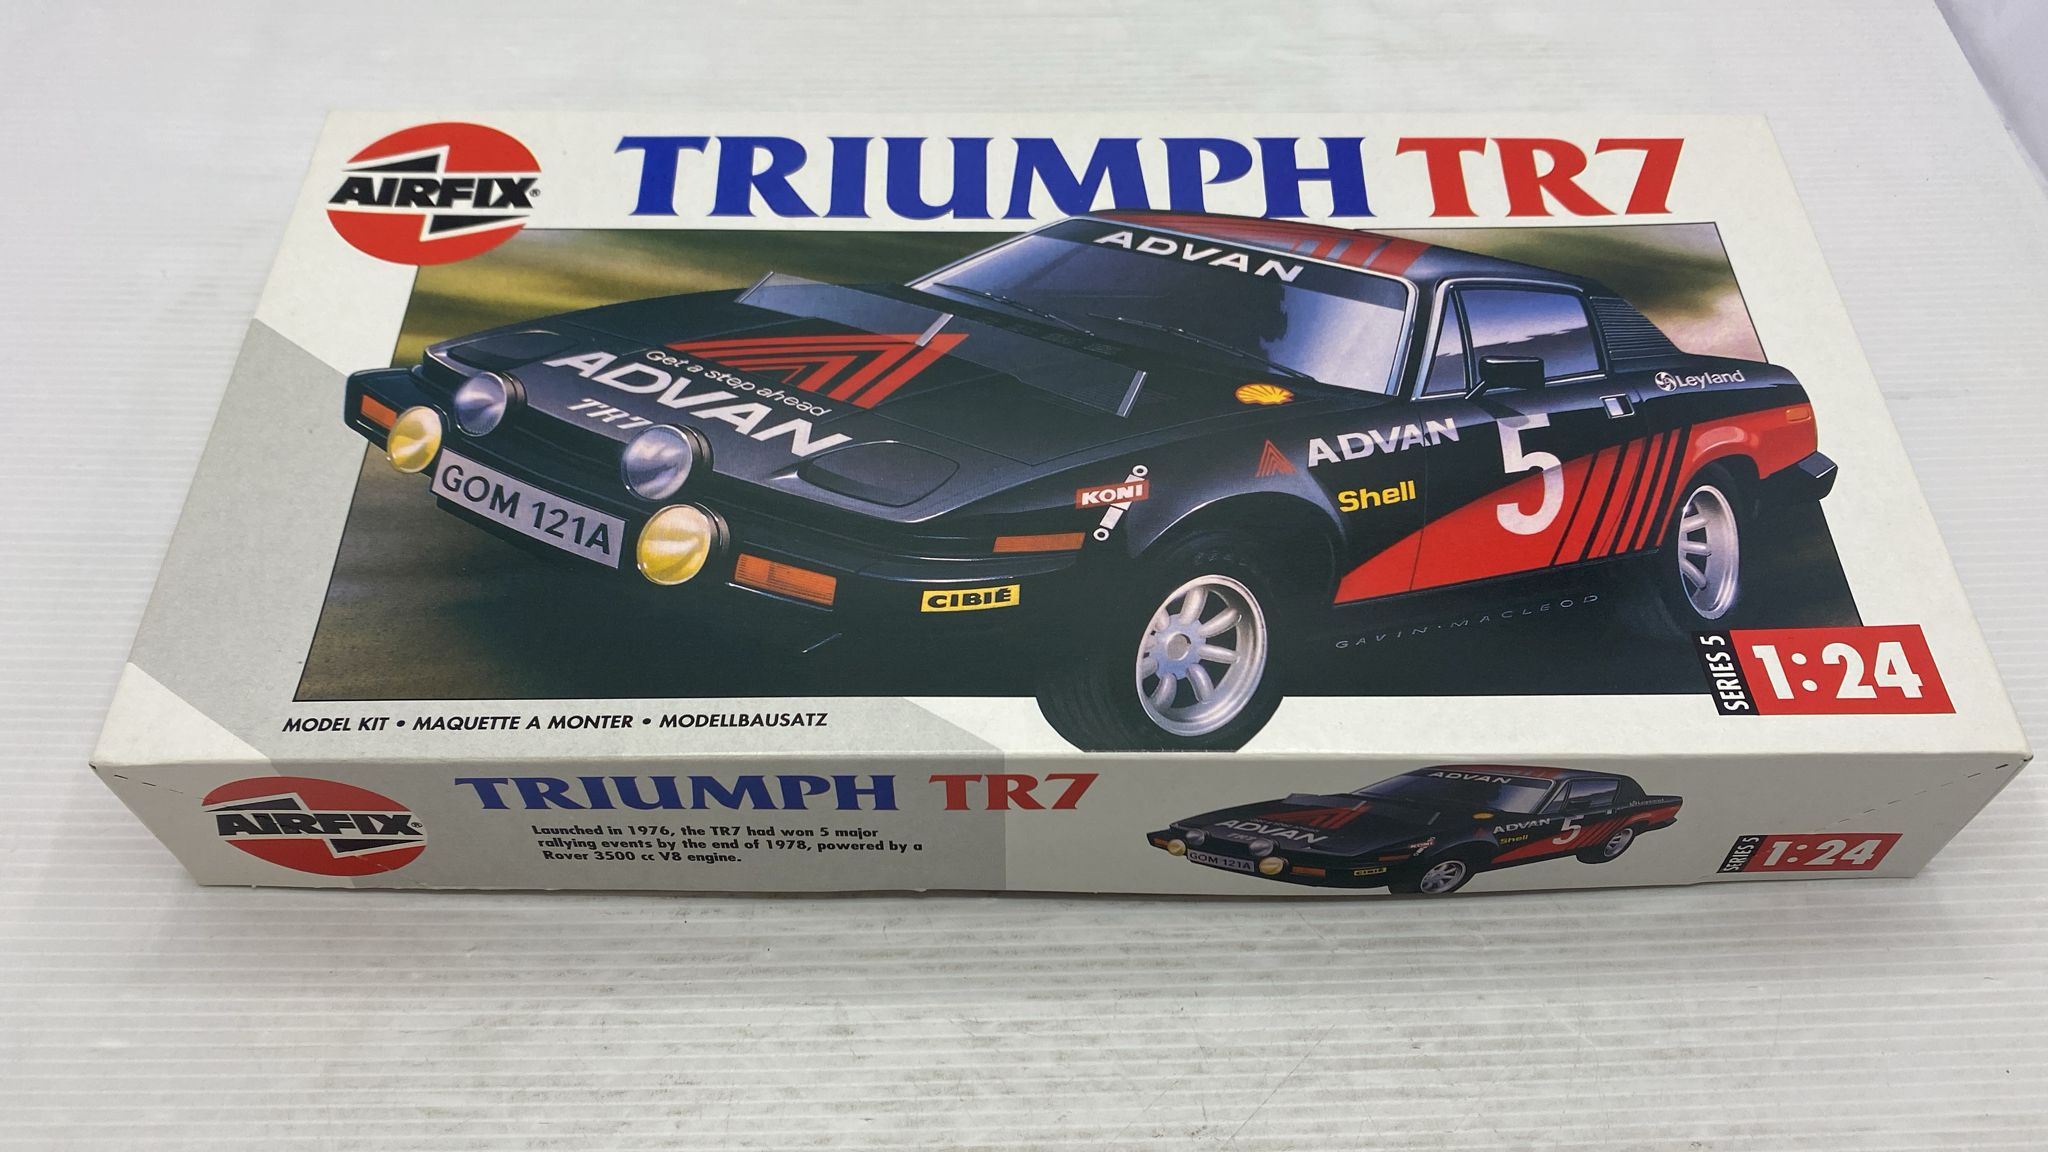 AIRFIX®
TRIUMPH TR7
ADVAN
Get a step ahead
ADVAN
TR7
GOM 121A
KONI
CIBIÉ
ADVAN
Shell
5
Leyland
GAVIN·MACLEOD
SERIES 5
1:24
MODEL KIT • MAQUETTE A MONTER • MODELLBAUSATZ
AIRFIX®
TRIUMPH TR7
Launched in 1976, the TR7 had won 5 major
rallying events by the end of 1978, powered by a
Rover 3500 cc V8 engine.
ADVAN
ADVAN
GOM 121A
KONI
CIBIÉ
ADVAN
Shell
5
SERIES 5
1:24